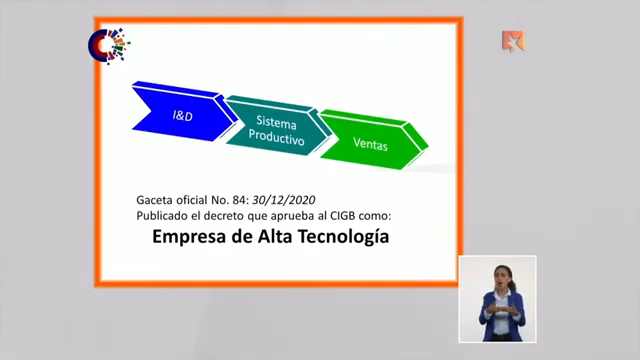 I&D
Sistema
Productivo
Ventas
Gaceta oficial No. 84: 30/12/2020
Publicado el decreto que aprueba al CIGB como:
Empresa de Alta Tecnología